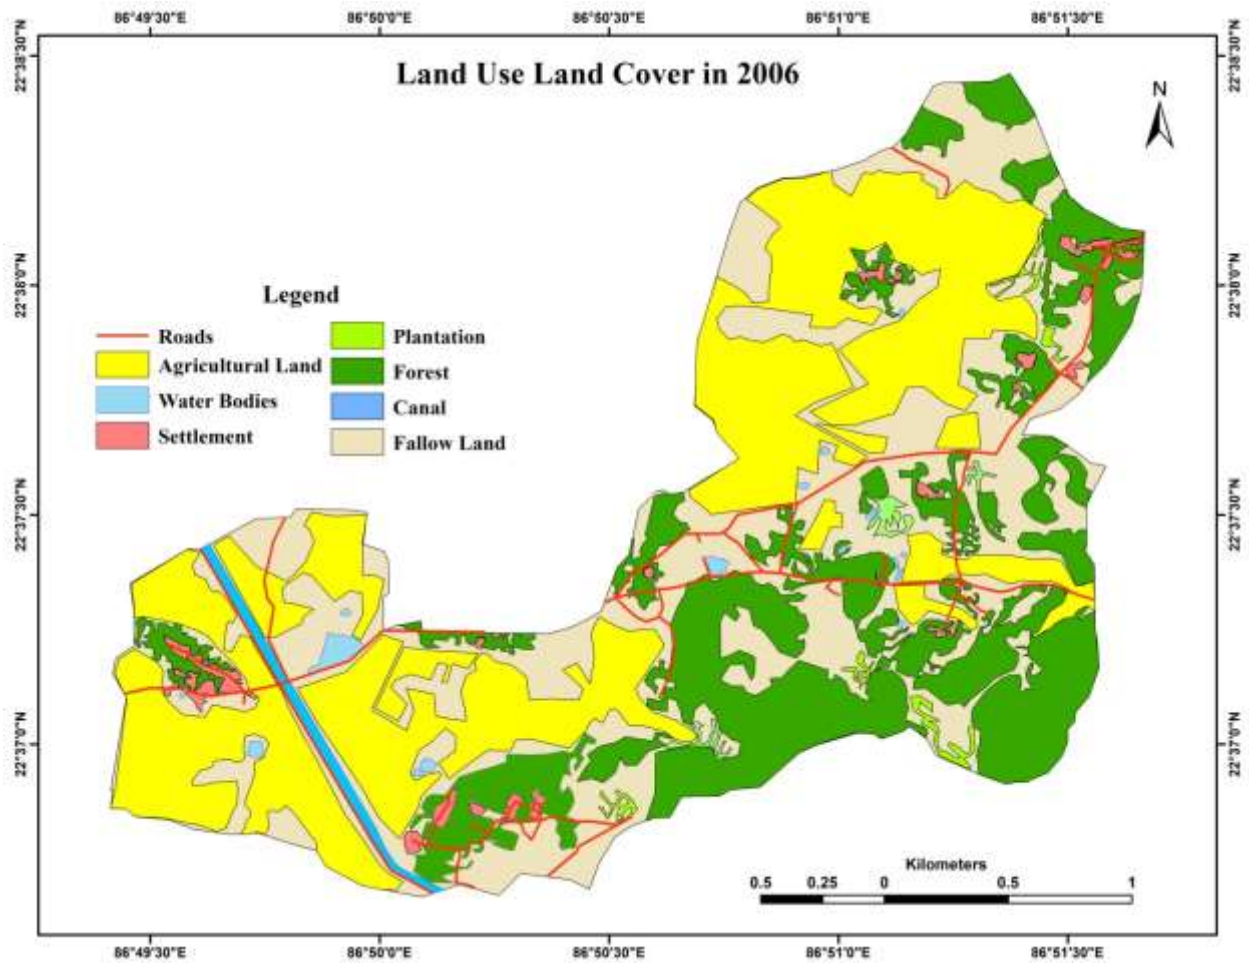 86°49'30"E 86°50'0"E 86°50'30"E 86°51'0"E 86°51'30"E
22°38'30"N 22°38'30"N
Land Use Land Cover in 2006
N
22°38'0"N 22°38'0"N
Legend
Roads Plantation
Agricultural Land Forest
Water Bodies Canal
Settlement Fallow Land
22°37'30"N 22°37'30"N
22°37'0"N 22°37'0"N
Kilometers
0.5 0.25 0 0.5 1
86°49'30"E 86°50'0"E 86°50'30"E 86°51'0"E 86°51'30"E